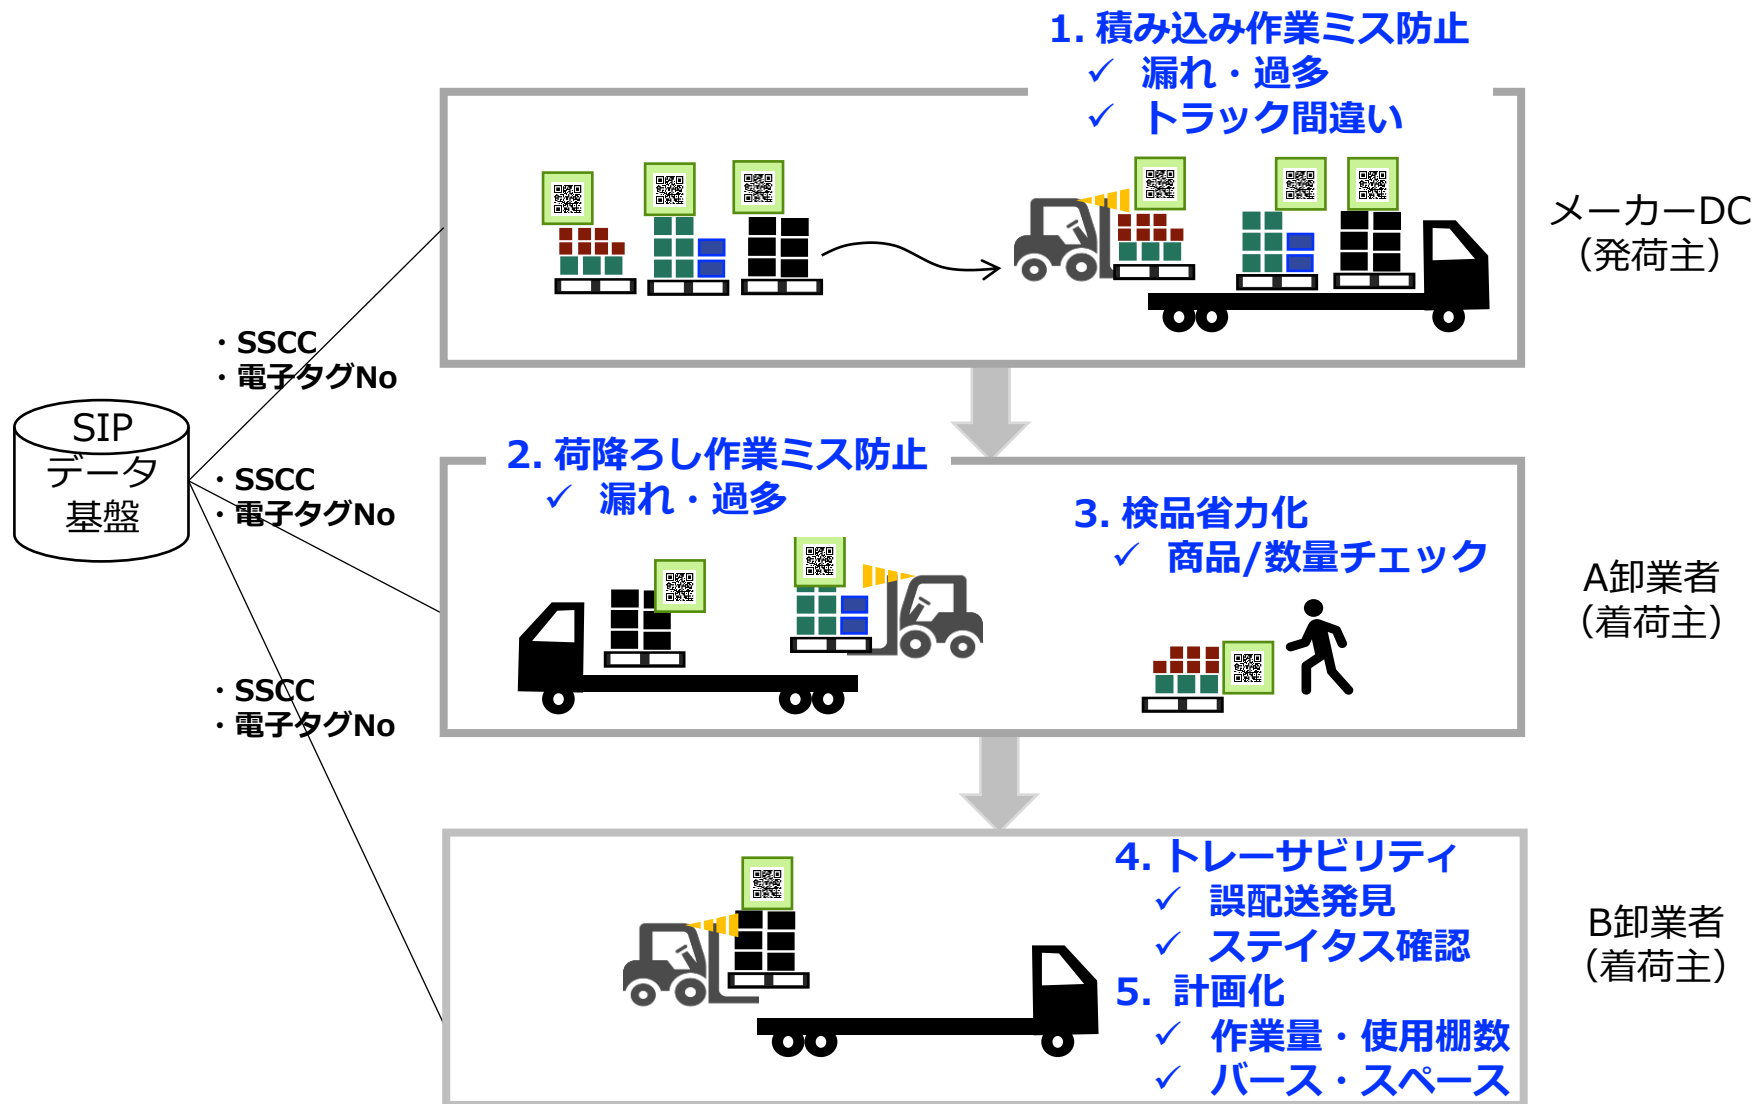 1. 積み込み作業ミス防止
✓ 漏れ・過多
✓ トラック間違い
メーカーDC
（発荷主）
・SSCC
・電子タグNo
SIP
データ
基盤
・SSCC
・電子タグNo
2. 荷降ろし作業ミス防止
✓ 漏れ・過多
3. 検品省力化
✓ 商品/数量チェック
A卸業者
（着荷主）
・SSCC
・電子タグNo
4. トレーサビリティ
✓ 誤配送発見
✓ ステイタス確認
5. 計画化
✓ 作業量・使用棚数
✓ バース・スペース
B卸業者
（着荷主）